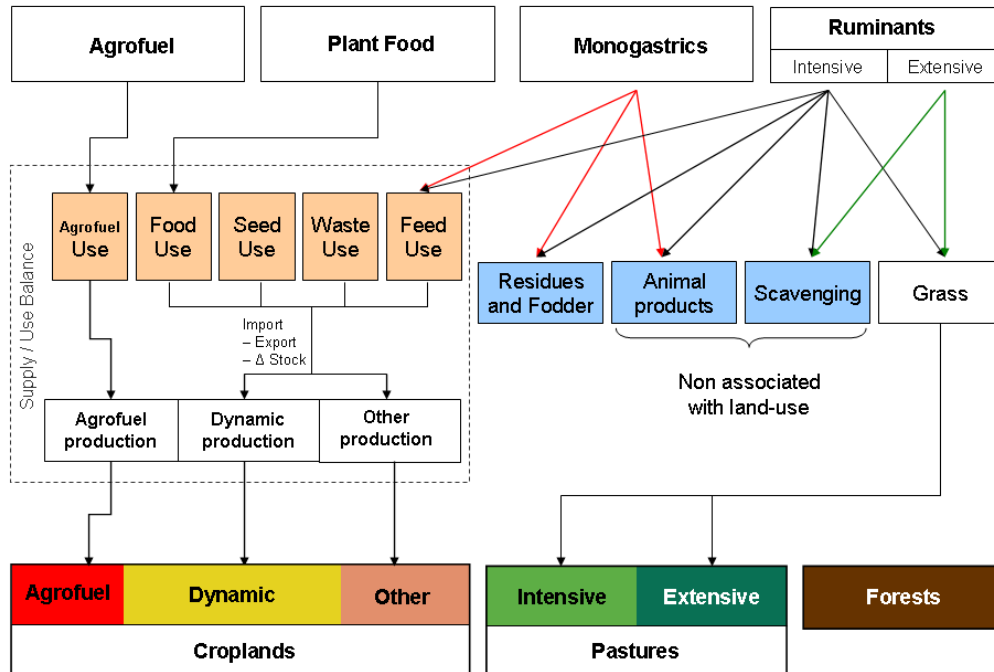 Agrofuel
Plant Food
Monogastrics
Ruminants
Intensive
Extensive
Supply / Use Balance
Agrofuel
Use
Food
Use
Seed
Use
Waste
Use
Feed
Use
Residues
and Fodder
Animal
products
Scavenging
Grass
Import
– Export
– Δ Stock
Non associated
with land-use
Agrofuel
production
Dynamic
production
Other
production
Agrofuel
Dynamic
Other
Croplands
Intensive
Extensive
Pastures
Forests